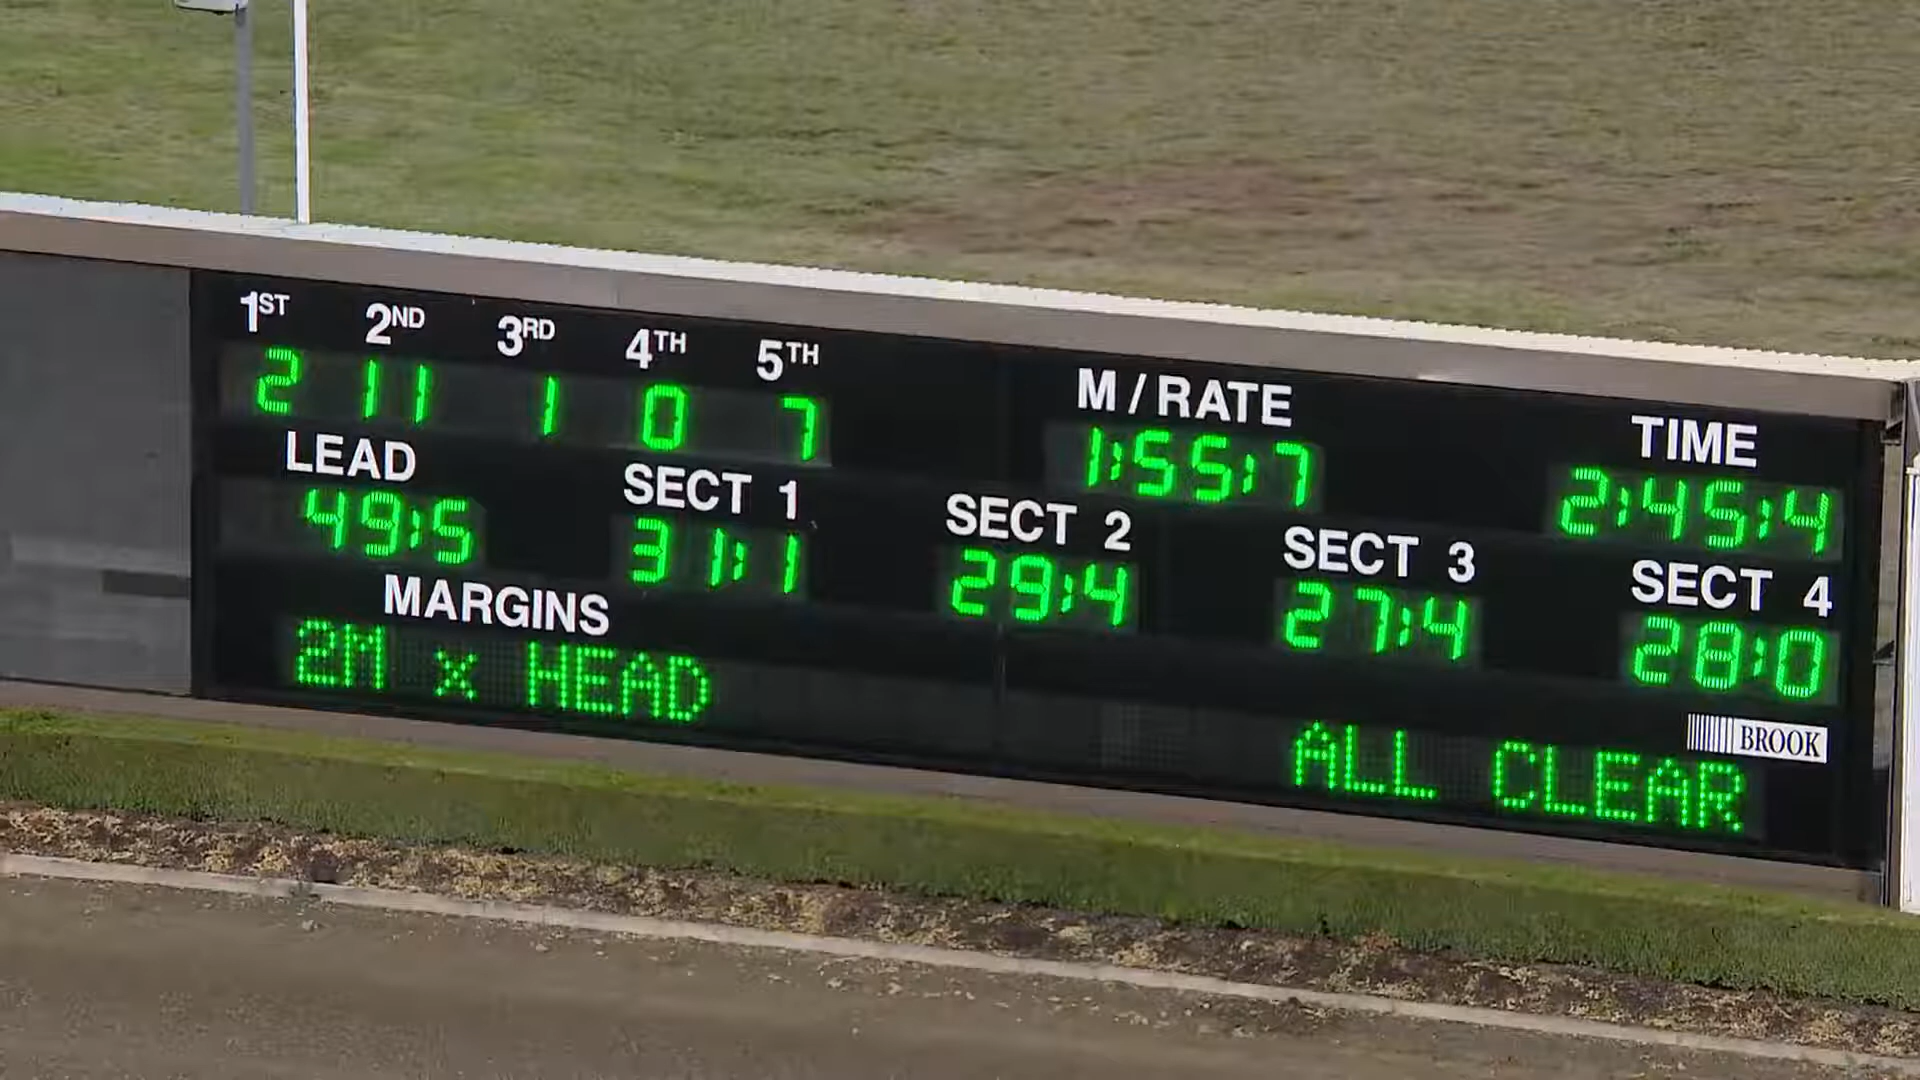 1ST 2ND 3RD 4TH 5TH M / RATE TIME
2 11 1 0 7 1:55:7 2:45:4
LEAD SECT 1 SECT 2 SECT 3 SECT 4
49:5 31:1 29:4 27:4 28:0
MARGINS
2M x HEAD
BROOK
ALL CLEAR